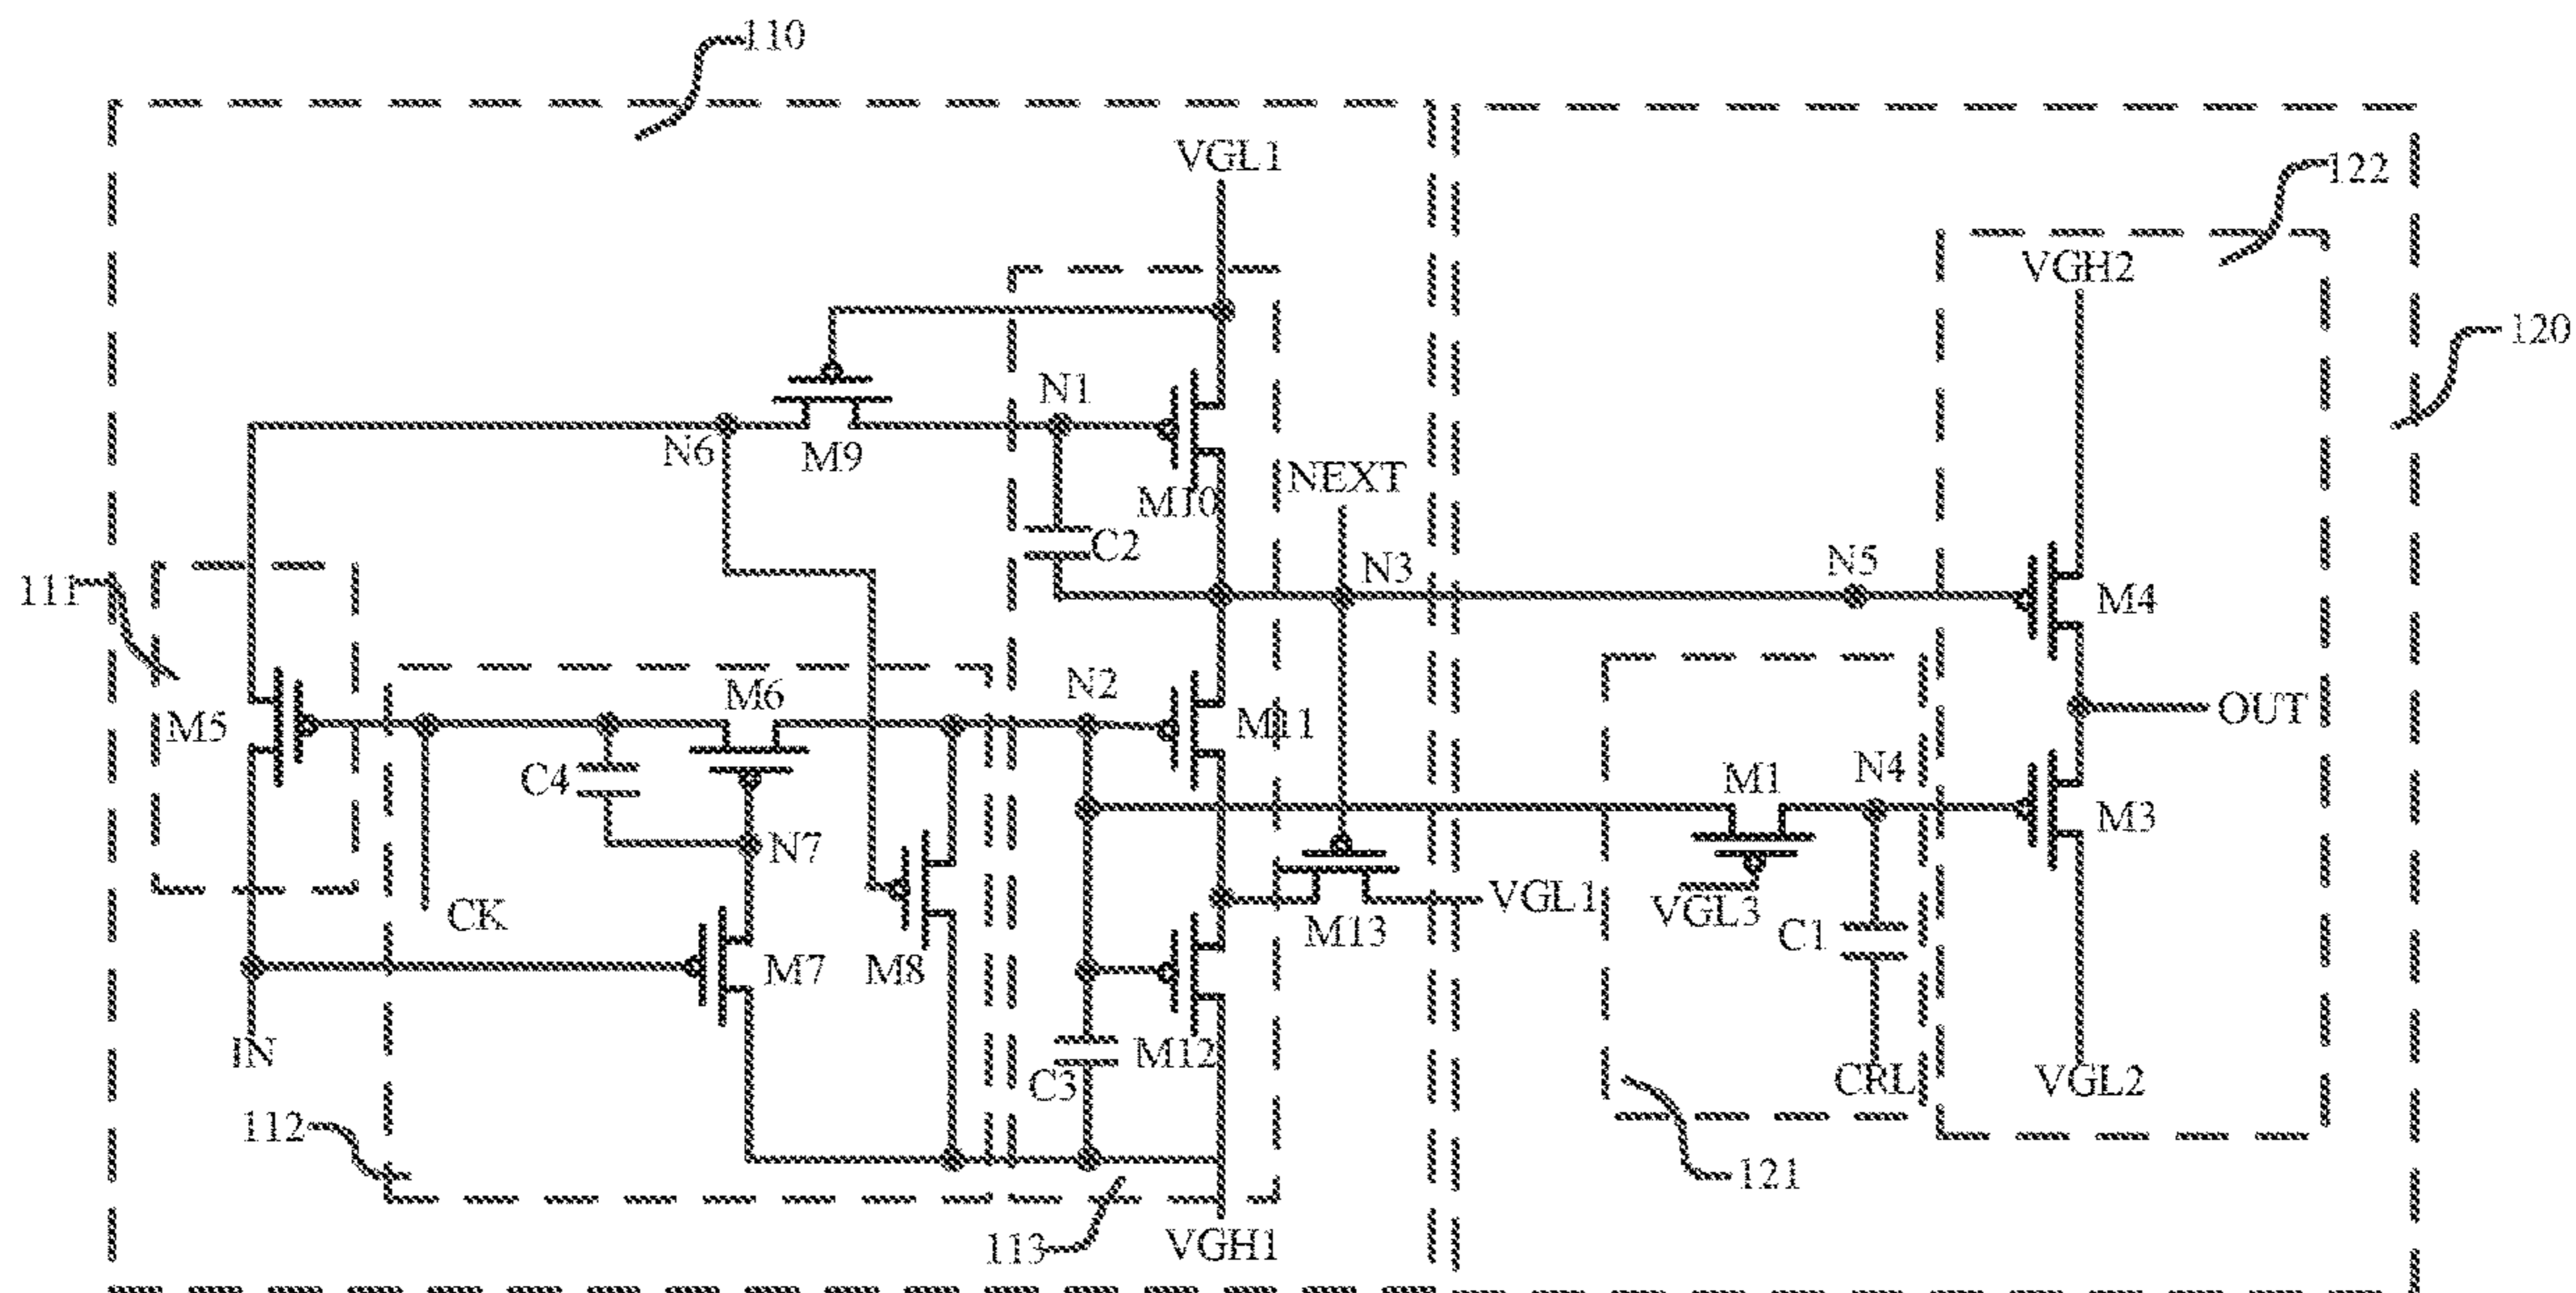 110
VGL1
122
VGH2
120
N1
N6
M9
M10
NEXT
C2
N3
N5
111
M4
M6
N2
M5
M11
OUT
C4
M1
N4
N7
M3
CK
VGL1
VGL3
M13
C1
M7
M8
IN
M12
C3
CRL
VGL2
112
121
113
VGH1